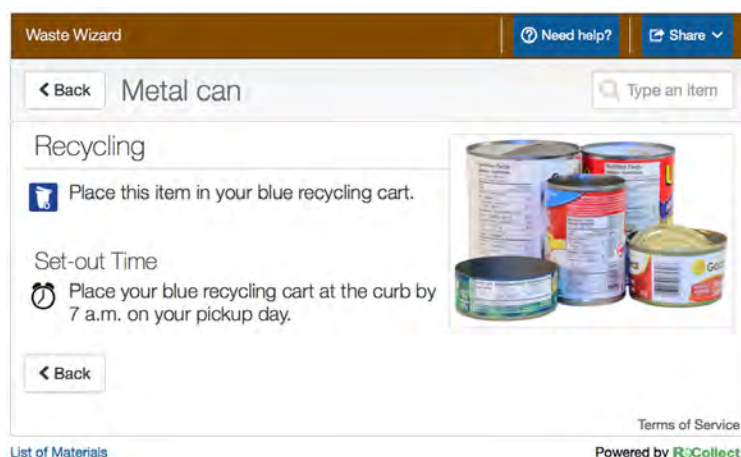 Waste Wizard
Need help?
Share
Back
Metal can
Type an item
Recycling
Place this item in your blue recycling cart.
Set-out Time
Place your blue recycling cart at the curb by
7 a.m. on your pickup day.
Back
Terms of Service
List of Materials
Powered by ReCollect